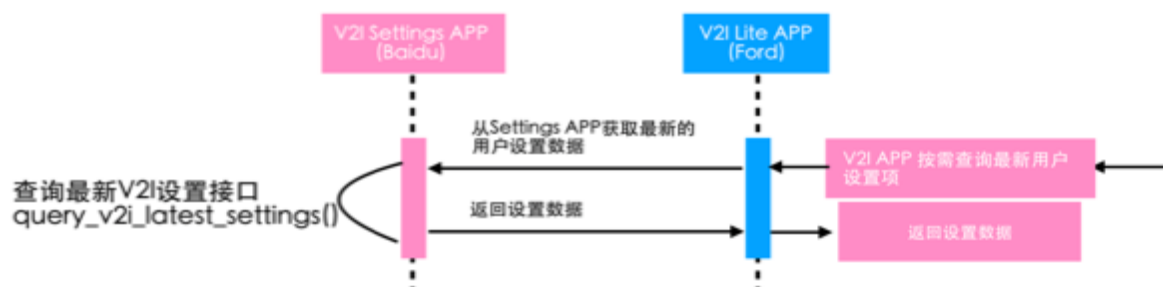 V2I Settings APP
(Baidu)
V2I Lite APP
(Ford)
从Settings APP获取最新的
用户设置数据
V2I APP 按需查询最新用户
设置项
查询最新V2I设置接口
query_v2i_latest_settings()
返回设置数据
返回设置数据